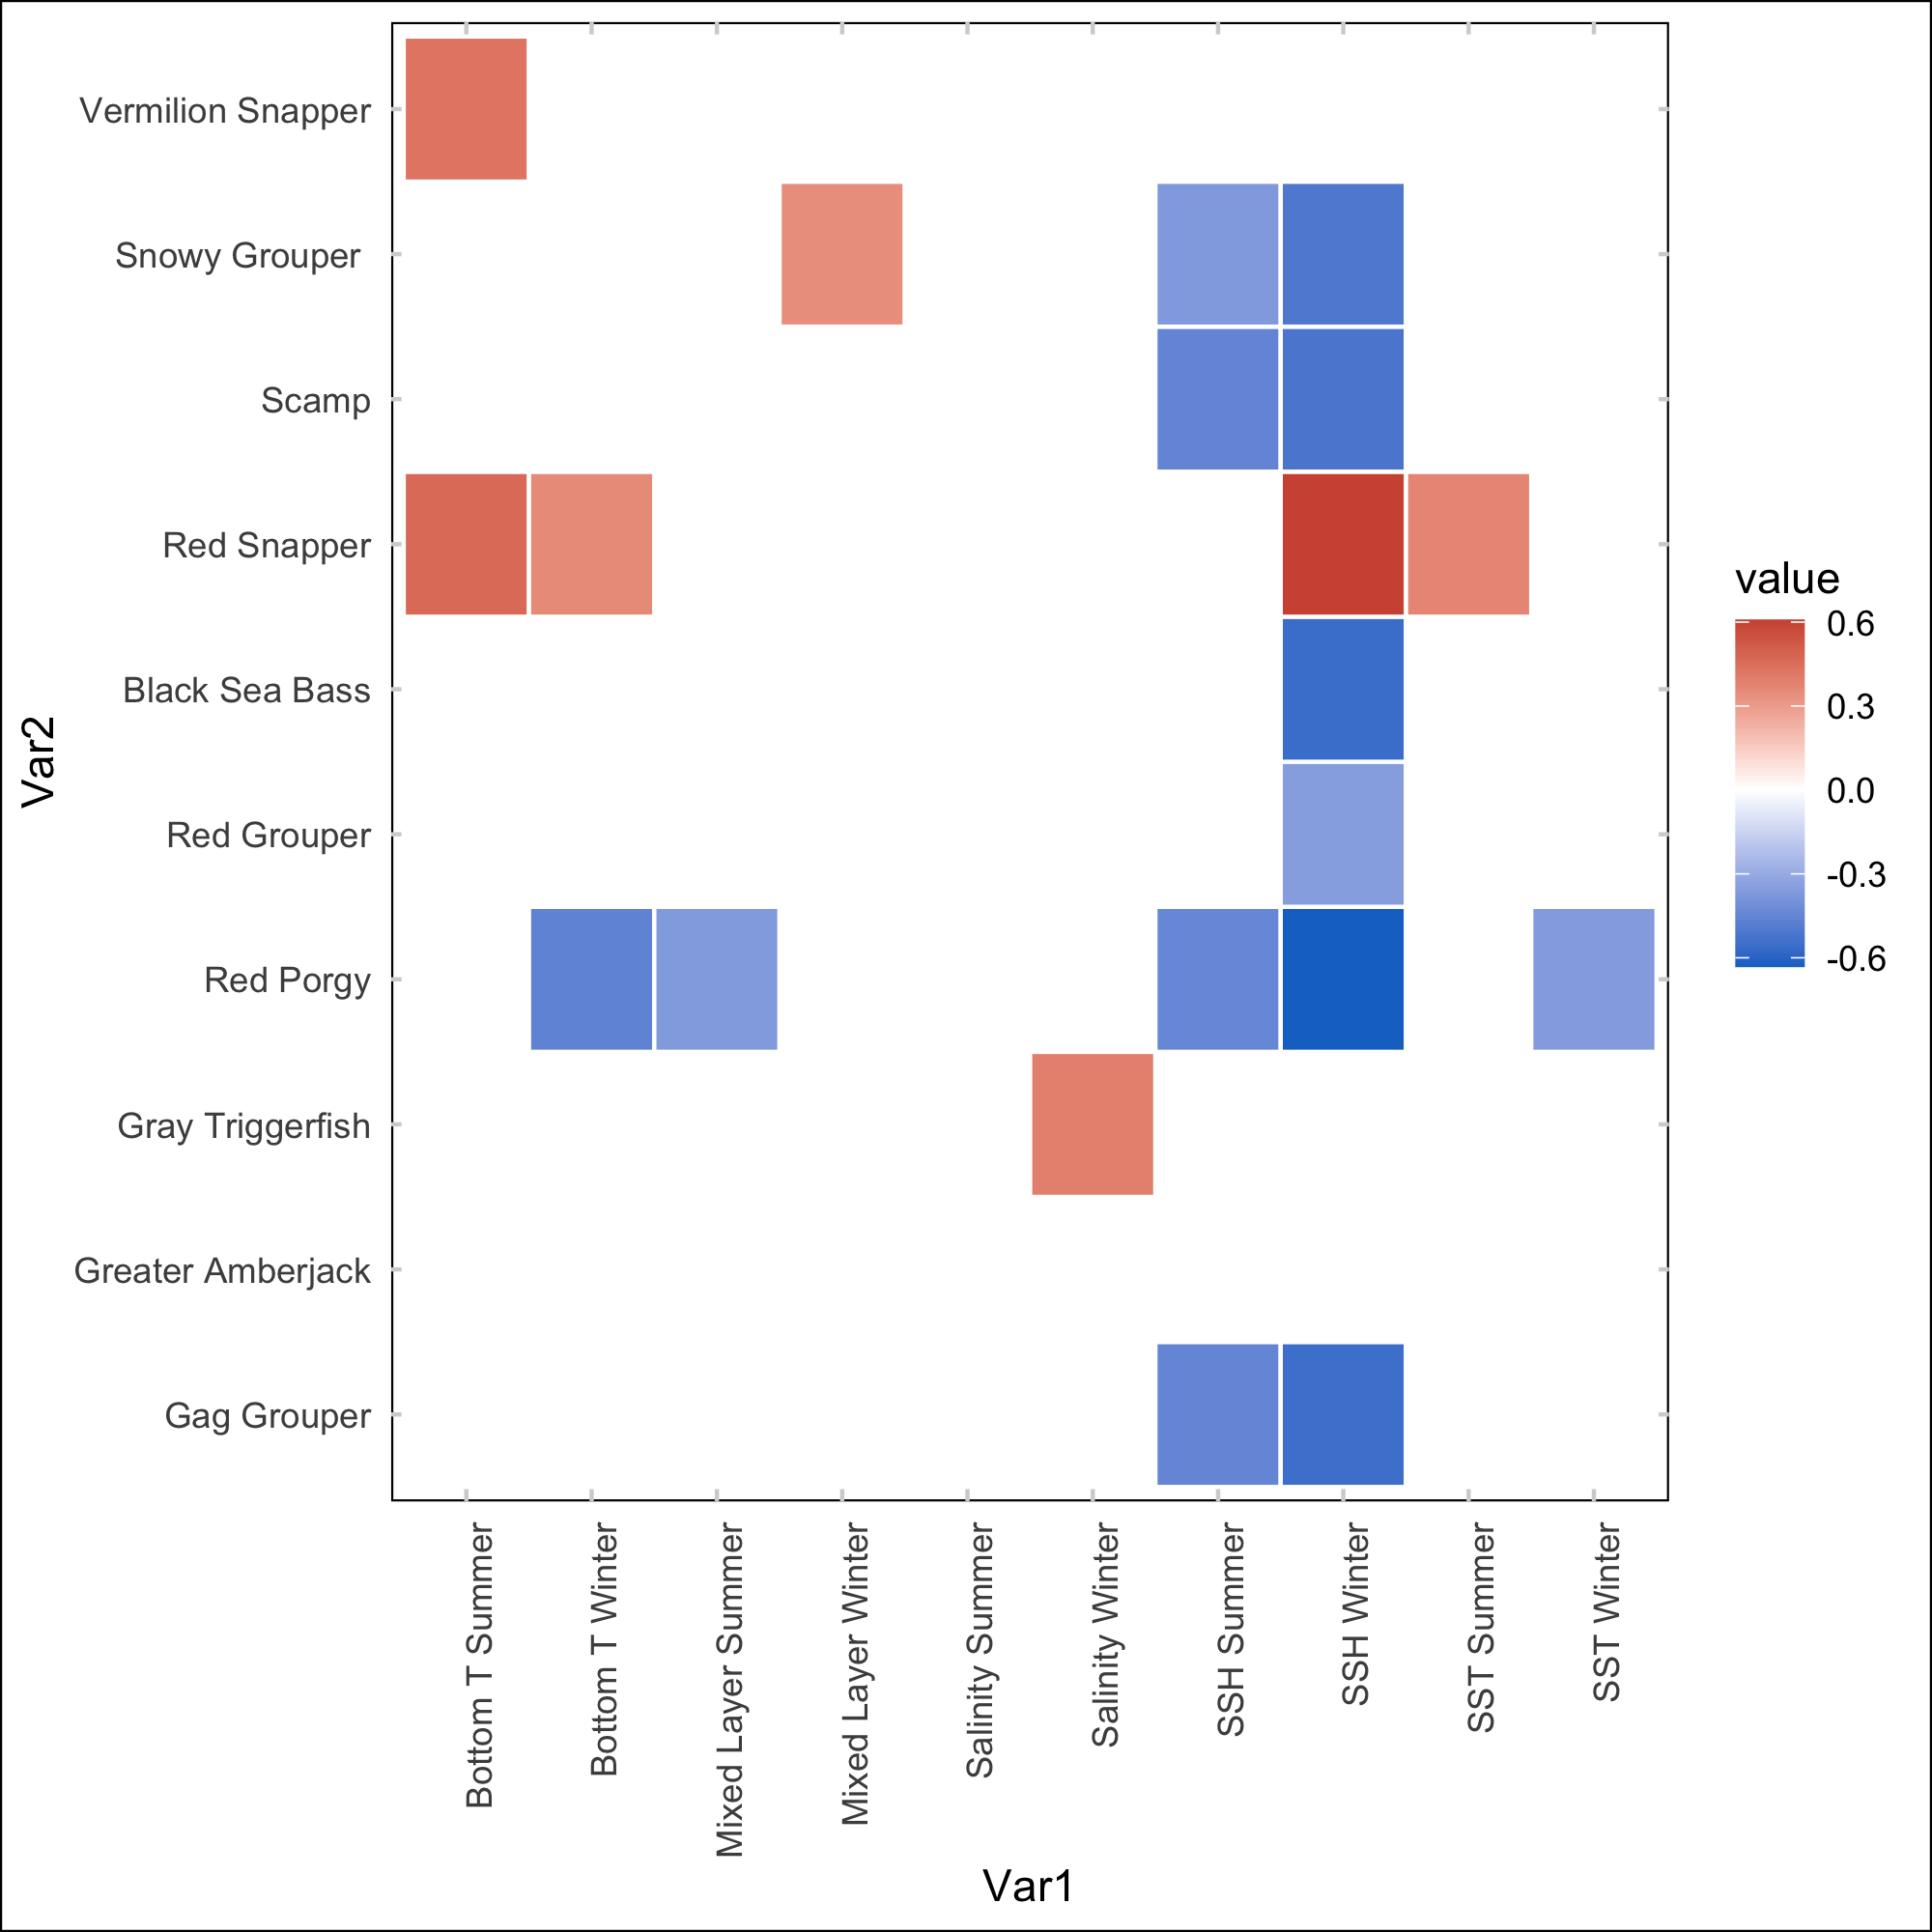 Vermilion Snapper
Snowy Grouper
Scamp
Red Snapper
Black Sea Bass
Red Grouper
Red Porgy
Gray Triggerfish
Greater Amberjack
Gag Grouper
Var2
Bottom T Summer
Bottom T Winter
Mixed Layer Summer
Mixed Layer Winter
Salinity Summer
Salinity Winter
SSH Summer
SSH Winter
SST Summer
SST Winter
Var1
value
0.6
0.3
0.0
-0.3
-0.6